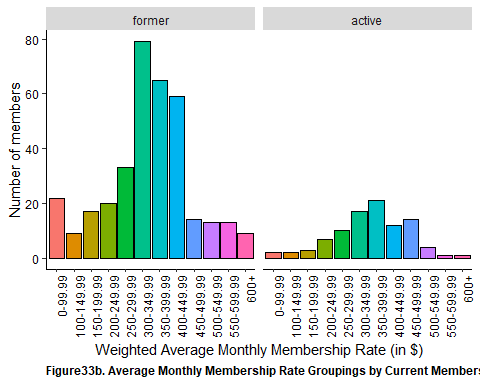 former active
80
60
40
20
0
Number of members
0-99.99 100-149.99 150-199.99 200-249.99 250-299.99 300-349.99 350-399.99 400-449.99 450-499.99 500-549.99 550-599.99 600+
0-99.99 100-149.99 150-199.99 200-249.99 250-299.99 300-349.99 350-399.99 400-449.99 450-499.99 500-549.99 550-599.99 600+
Weighted Average Monthly Membership Rate (in $)
Figure33b. Average Monthly Membership Rate Groupings by Current Members